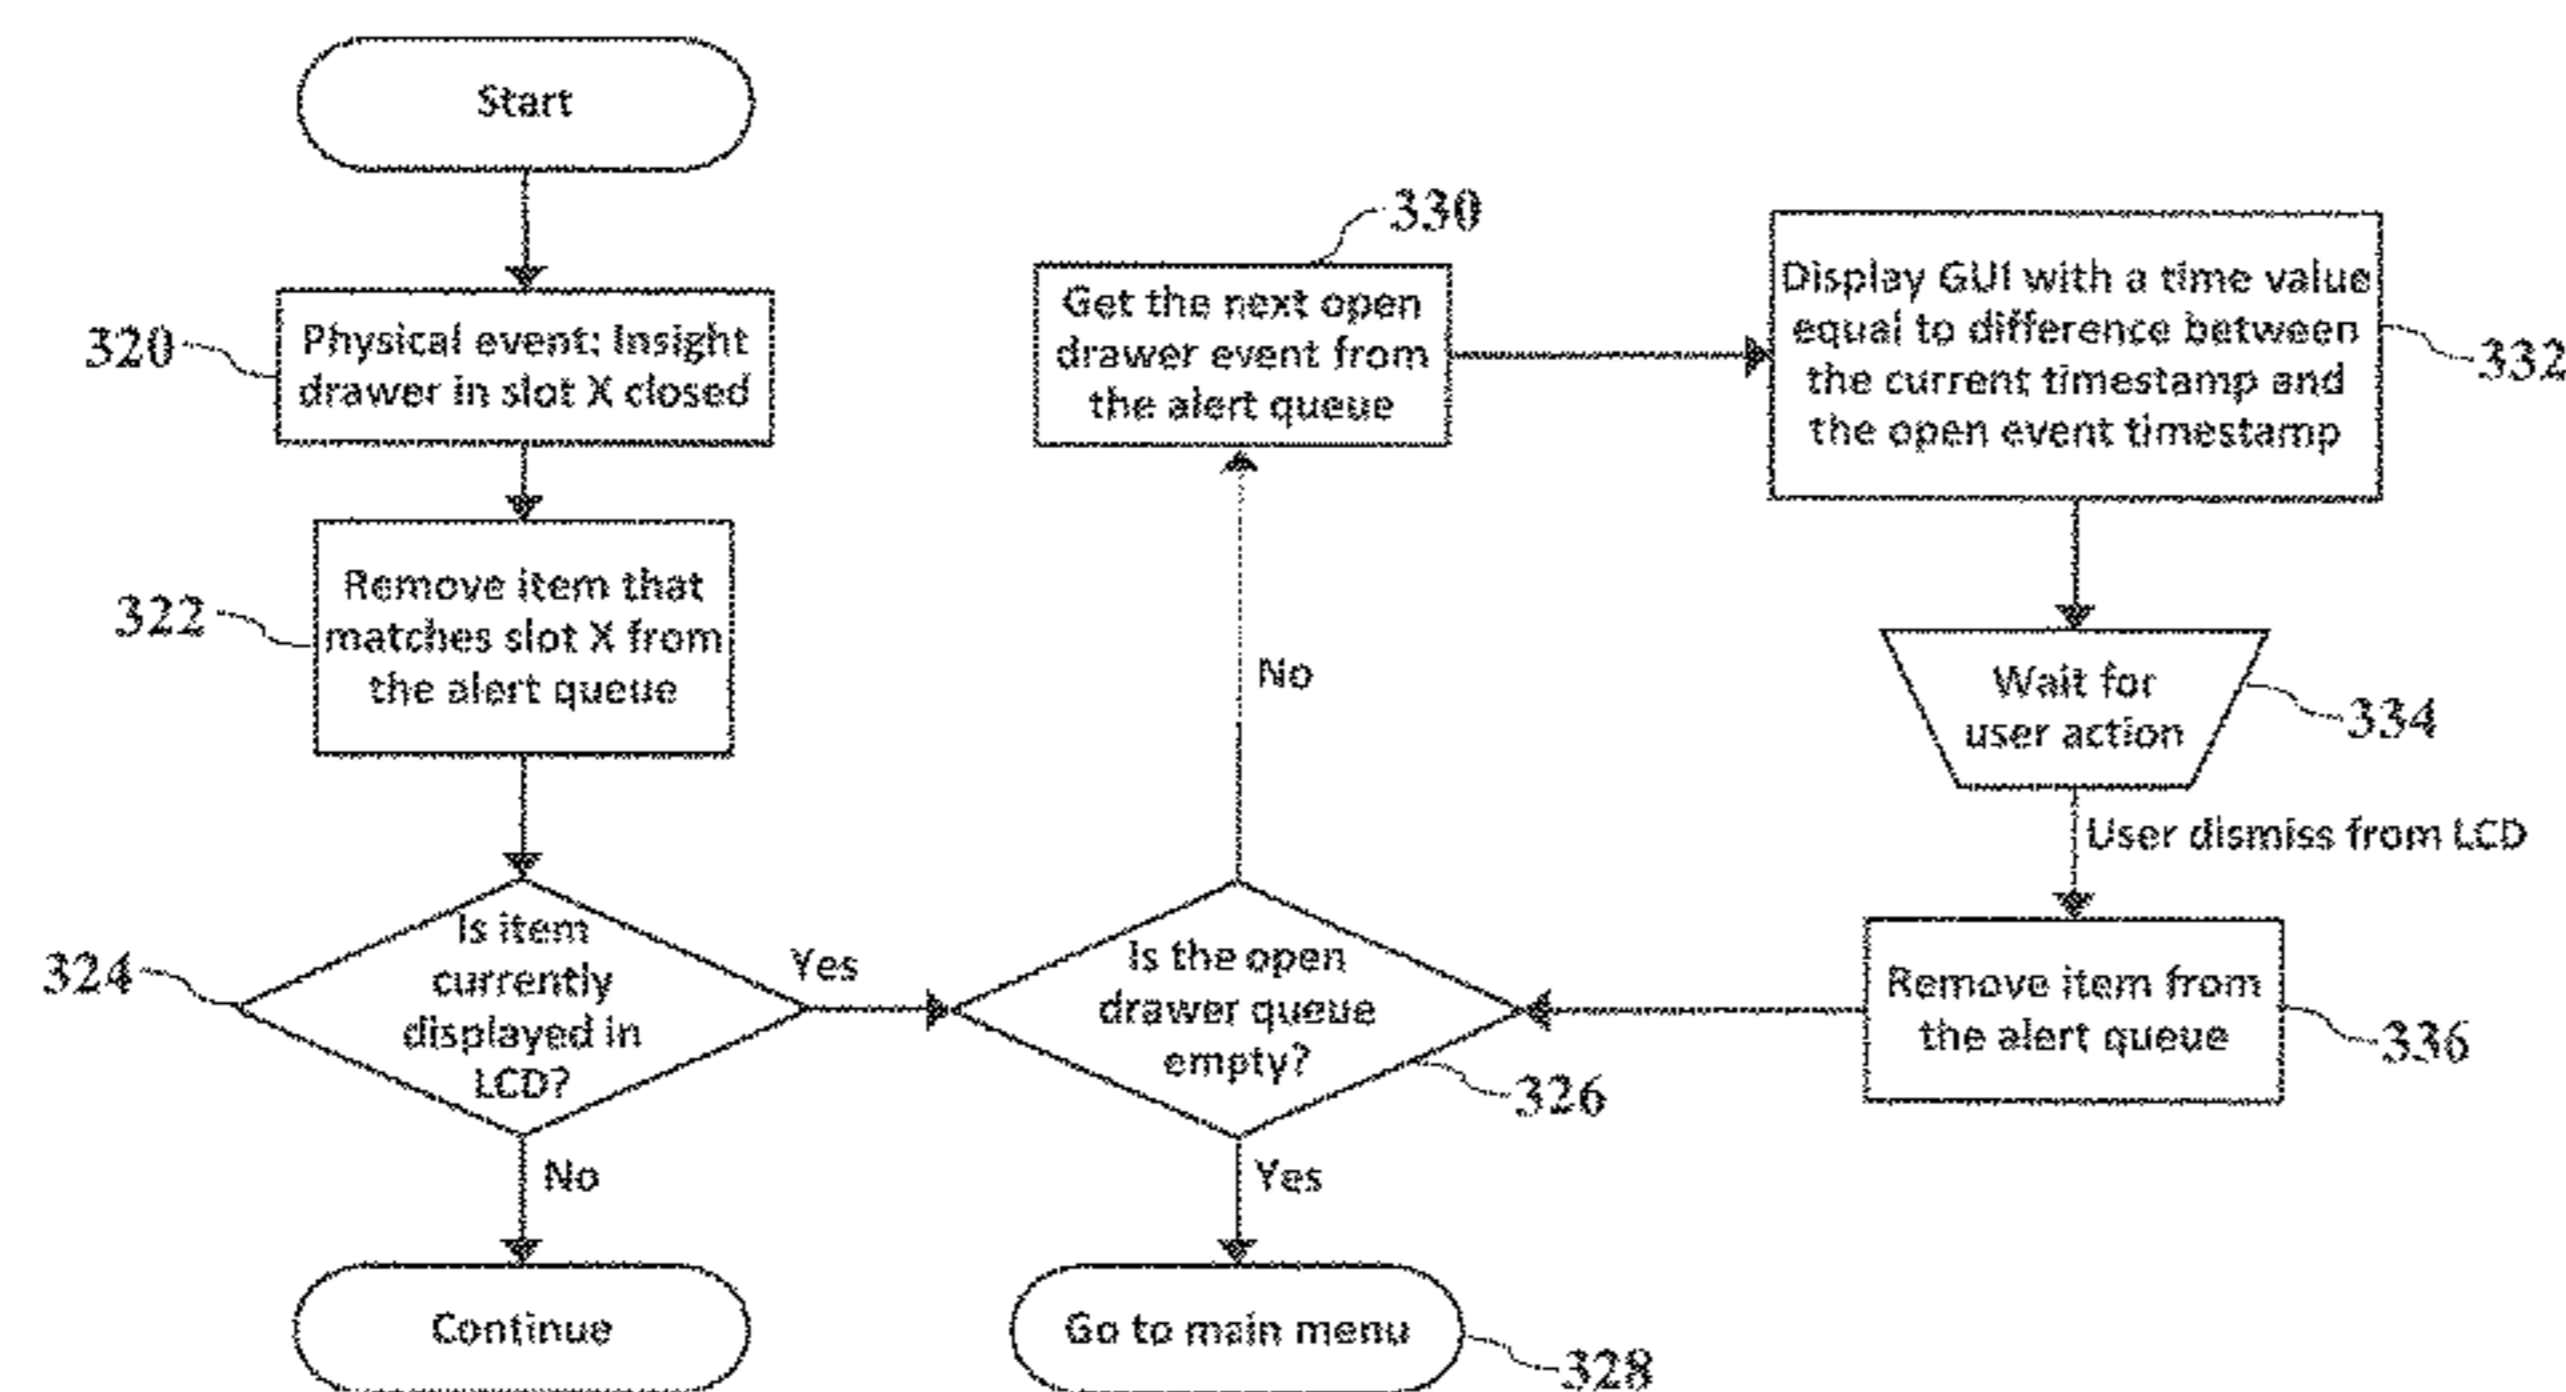 Start
320
Physical event: Insight
drawer in slot X closed
322
Remove item that
matches slot X from
the alert queue
324
Is item
currently
displayed in
LCD?
Yes
No
Continue
330
Get the next open
drawer event from
the alert queue
No
Is the open
drawer queue
empty?
326
Yes
Go to main menu
328
Display GUI with a time value
equal to difference between
the current timestamp and
the open event timestamp
332
Wait for
user action
334
User dismiss from LCD
Remove item from
the alert queue
336